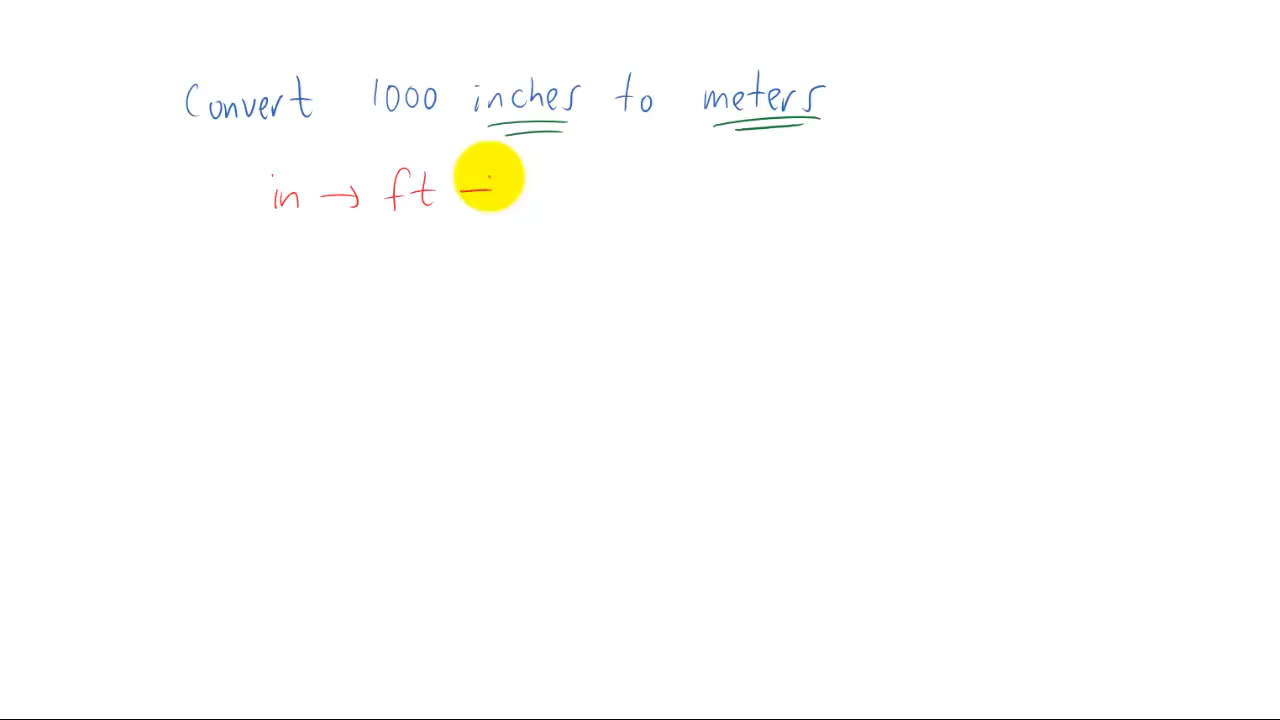 Convert 1000 inches to meters
in → ft –